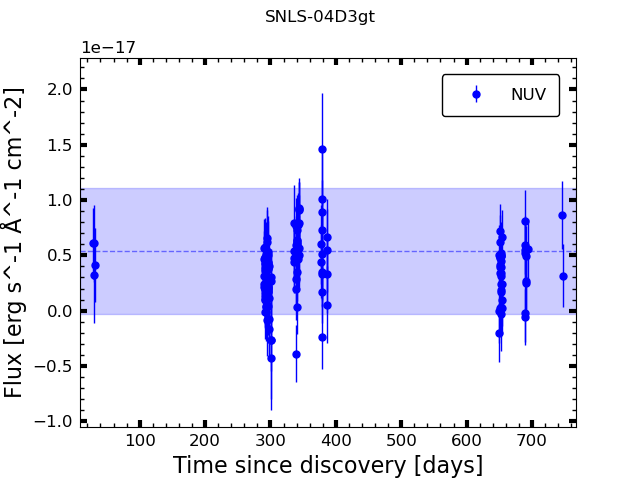 SNLS-04D3gt
1e−17
NUV
2.0
1.5
1.0
0.5
0.0
−0.5
−1.0
Flux [erg s^-1 Å^-1 cm^-2]
100 200 300 400 500 600 700
Time since discovery [days]